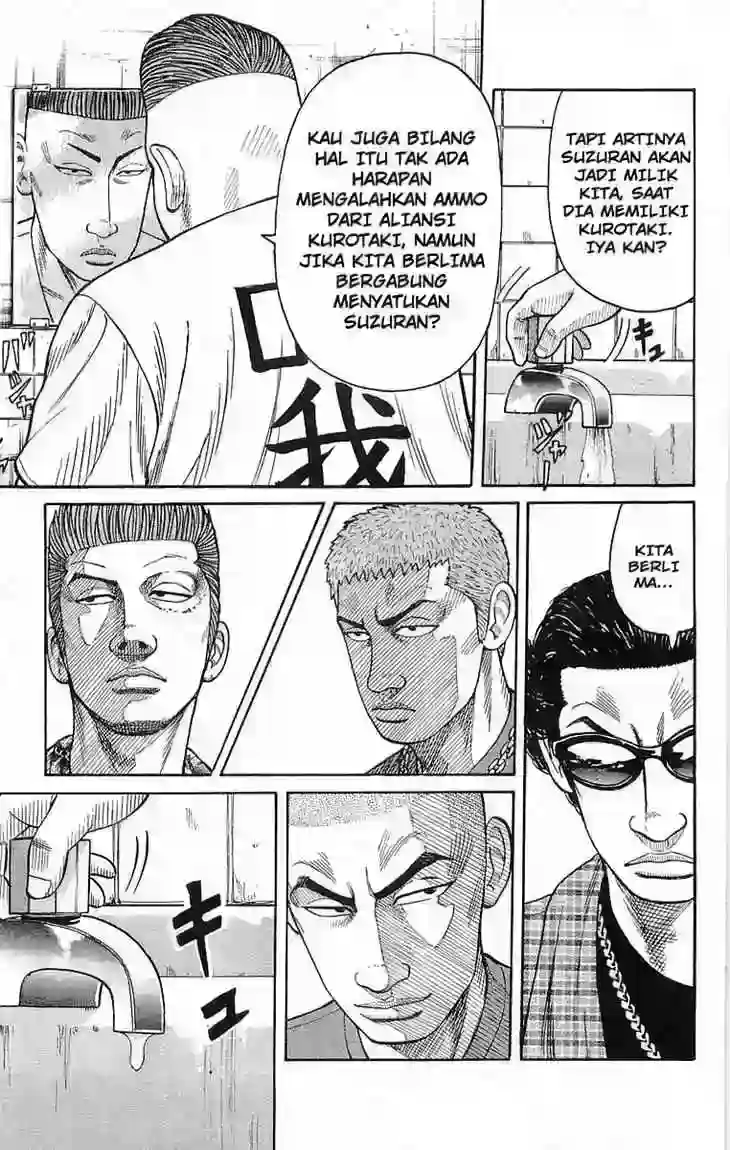 TAPI ARTINYA
SUZURAN AKAN
JADI MILIK
KITA, SAAT
DIA MEMILIKI
KUROTAKI.
IYA KAN?
キュ
ジャ
KAU JUGA BILANG
HAL ITU TAK ADA
HARAPAN
MENGALAHKAN AMMO
DARI ALIANSI
KUROTAKI, NAMUN
JIKA KITA BERLIMA
BERGABUNG
MENYATUKAN
SUZURAN?
我
KITA
BERLI
MA...
キュ